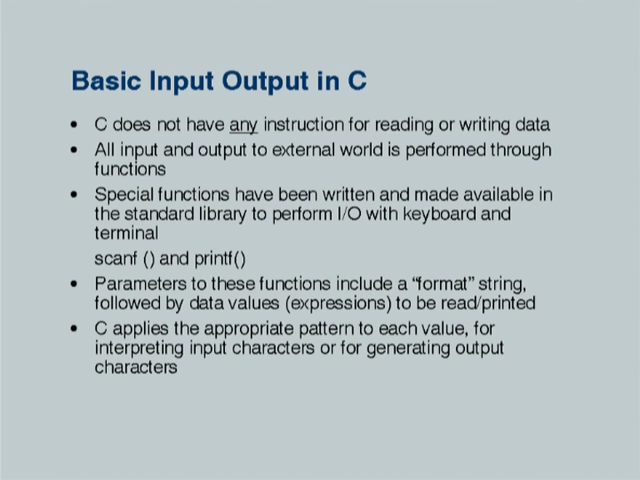 Basic Input Output in C
• C does not have any instruction for reading or writing data
• All input and output to external world is performed through
functions
• Special functions have been written and made available in
the standard library to perform I/O with keyboard and
terminal
scanf () and printf()
• Parameters to these functions include a “format” string,
followed by data values (expressions) to be read/printed
• C applies the appropriate pattern to each value, for
interpreting input characters or for generating output
characters